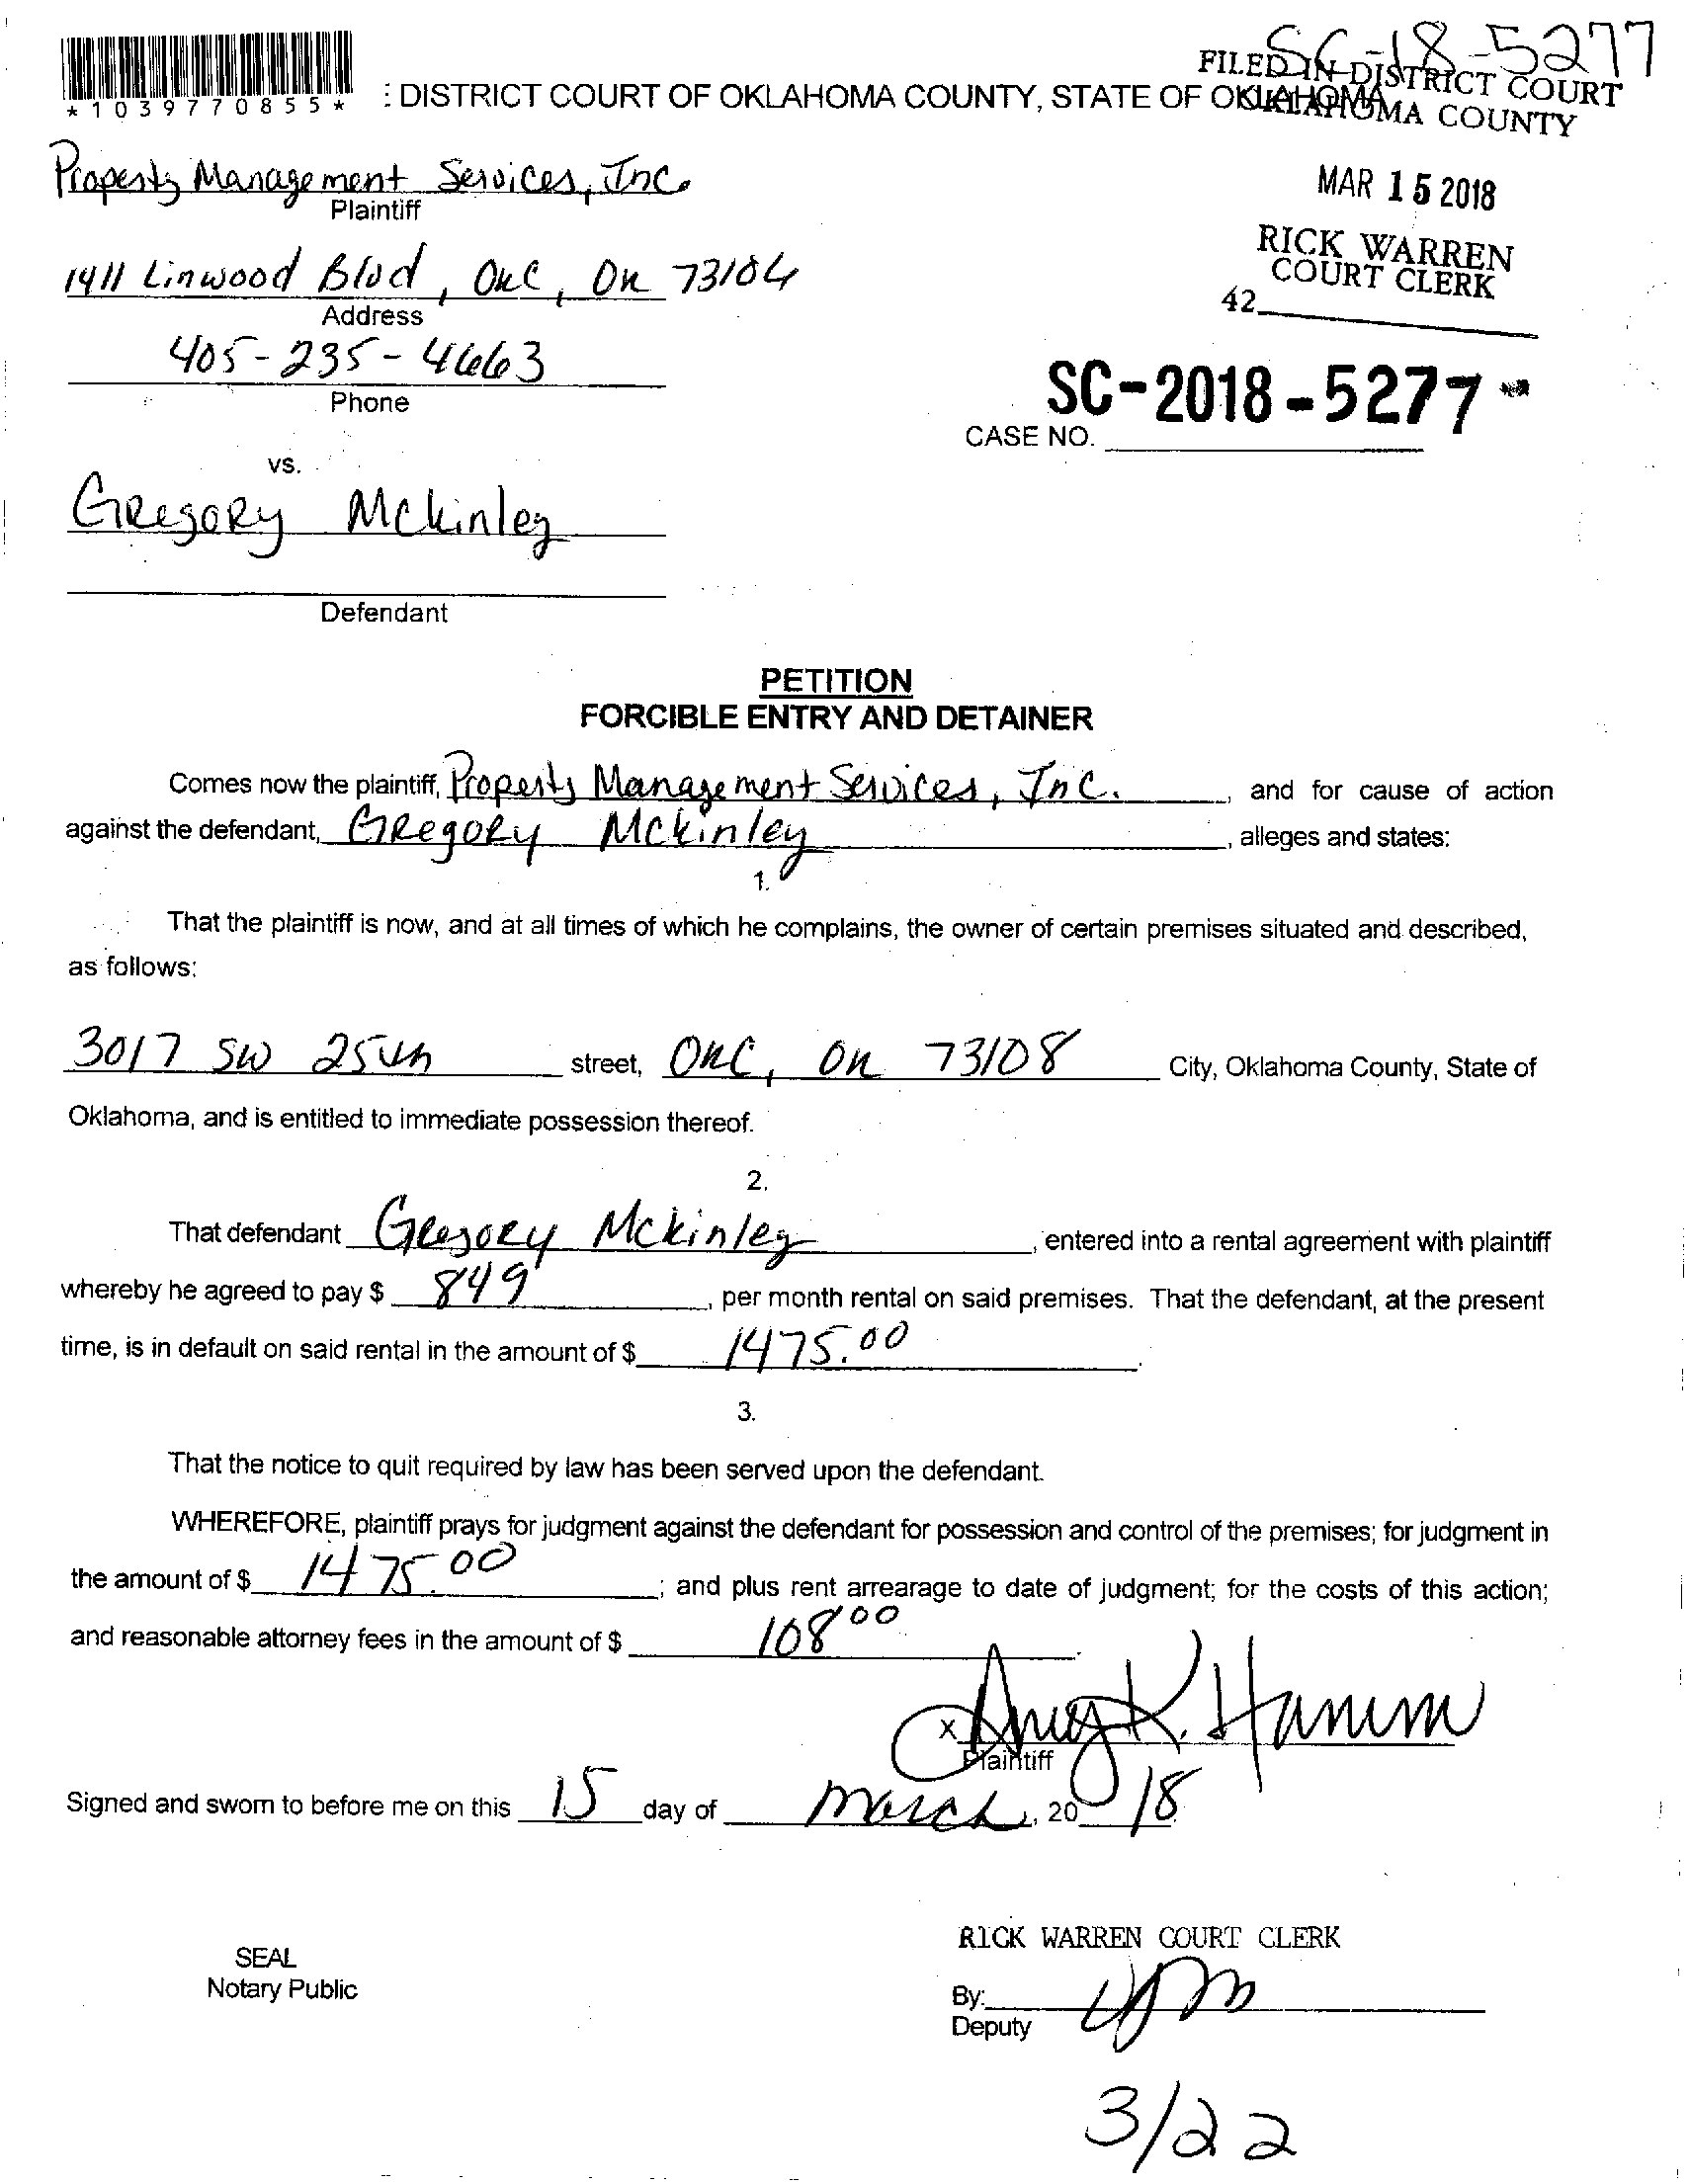 SC-18-5277
FILED IN DISTRICT COURT
OKLAHOMA COUNTY
*1039770855*
: DISTRICT COURT OF OKLAHOMA COUNTY, STATE OF OKLAHOMA
Property Management Services, Inc.
Plaintiff
MAR 15 2018
RICK WARREN
COURT CLERK
42
1411 Linwood Blvd, OKC, OK 73104
Address
405-235-4663
Phone
SC-2018-5277
CASE NO.
vs.
Gregory Mckinley
Defendant
PETITION
FORCIBLE ENTRY AND DETAINER
Comes now the plaintiff, Property Management Services, Inc. , and for cause of action
against the defendant, Gregory Mckinley , alleges and states:
1.
That the plaintiff is now, and at all times of which he complains, the owner of certain premises situated and described,
as follows:
3017 SW 25th street, OKC, OK 73108 City, Oklahoma County, State of
Oklahoma, and is entitled to immediate possession thereof.
2.
That defendant Gregory Mckinley , entered into a rental agreement with plaintiff
whereby he agreed to pay $ 849 , per month rental on said premises. That the defendant, at the present
time, is in default on said rental in the amount of $ 1475.00 .
3.
That the notice to quit required by law has been served upon the defendant.
WHEREFORE, plaintiff prays for judgment against the defendant for possession and control of the premises; for judgment in
the amount of $ 1475.00 ; and plus rent arrearage to date of judgment; for the costs of this action;
and reasonable attorney fees in the amount of $ 108.00 .
x Amy K. Hamm
Plaintiff
Signed and sworn to before me on this 15 day of March , 20 18 .
RICK WARREN COURT CLERK
SEAL
Notary Public
By:
Deputy
3/22